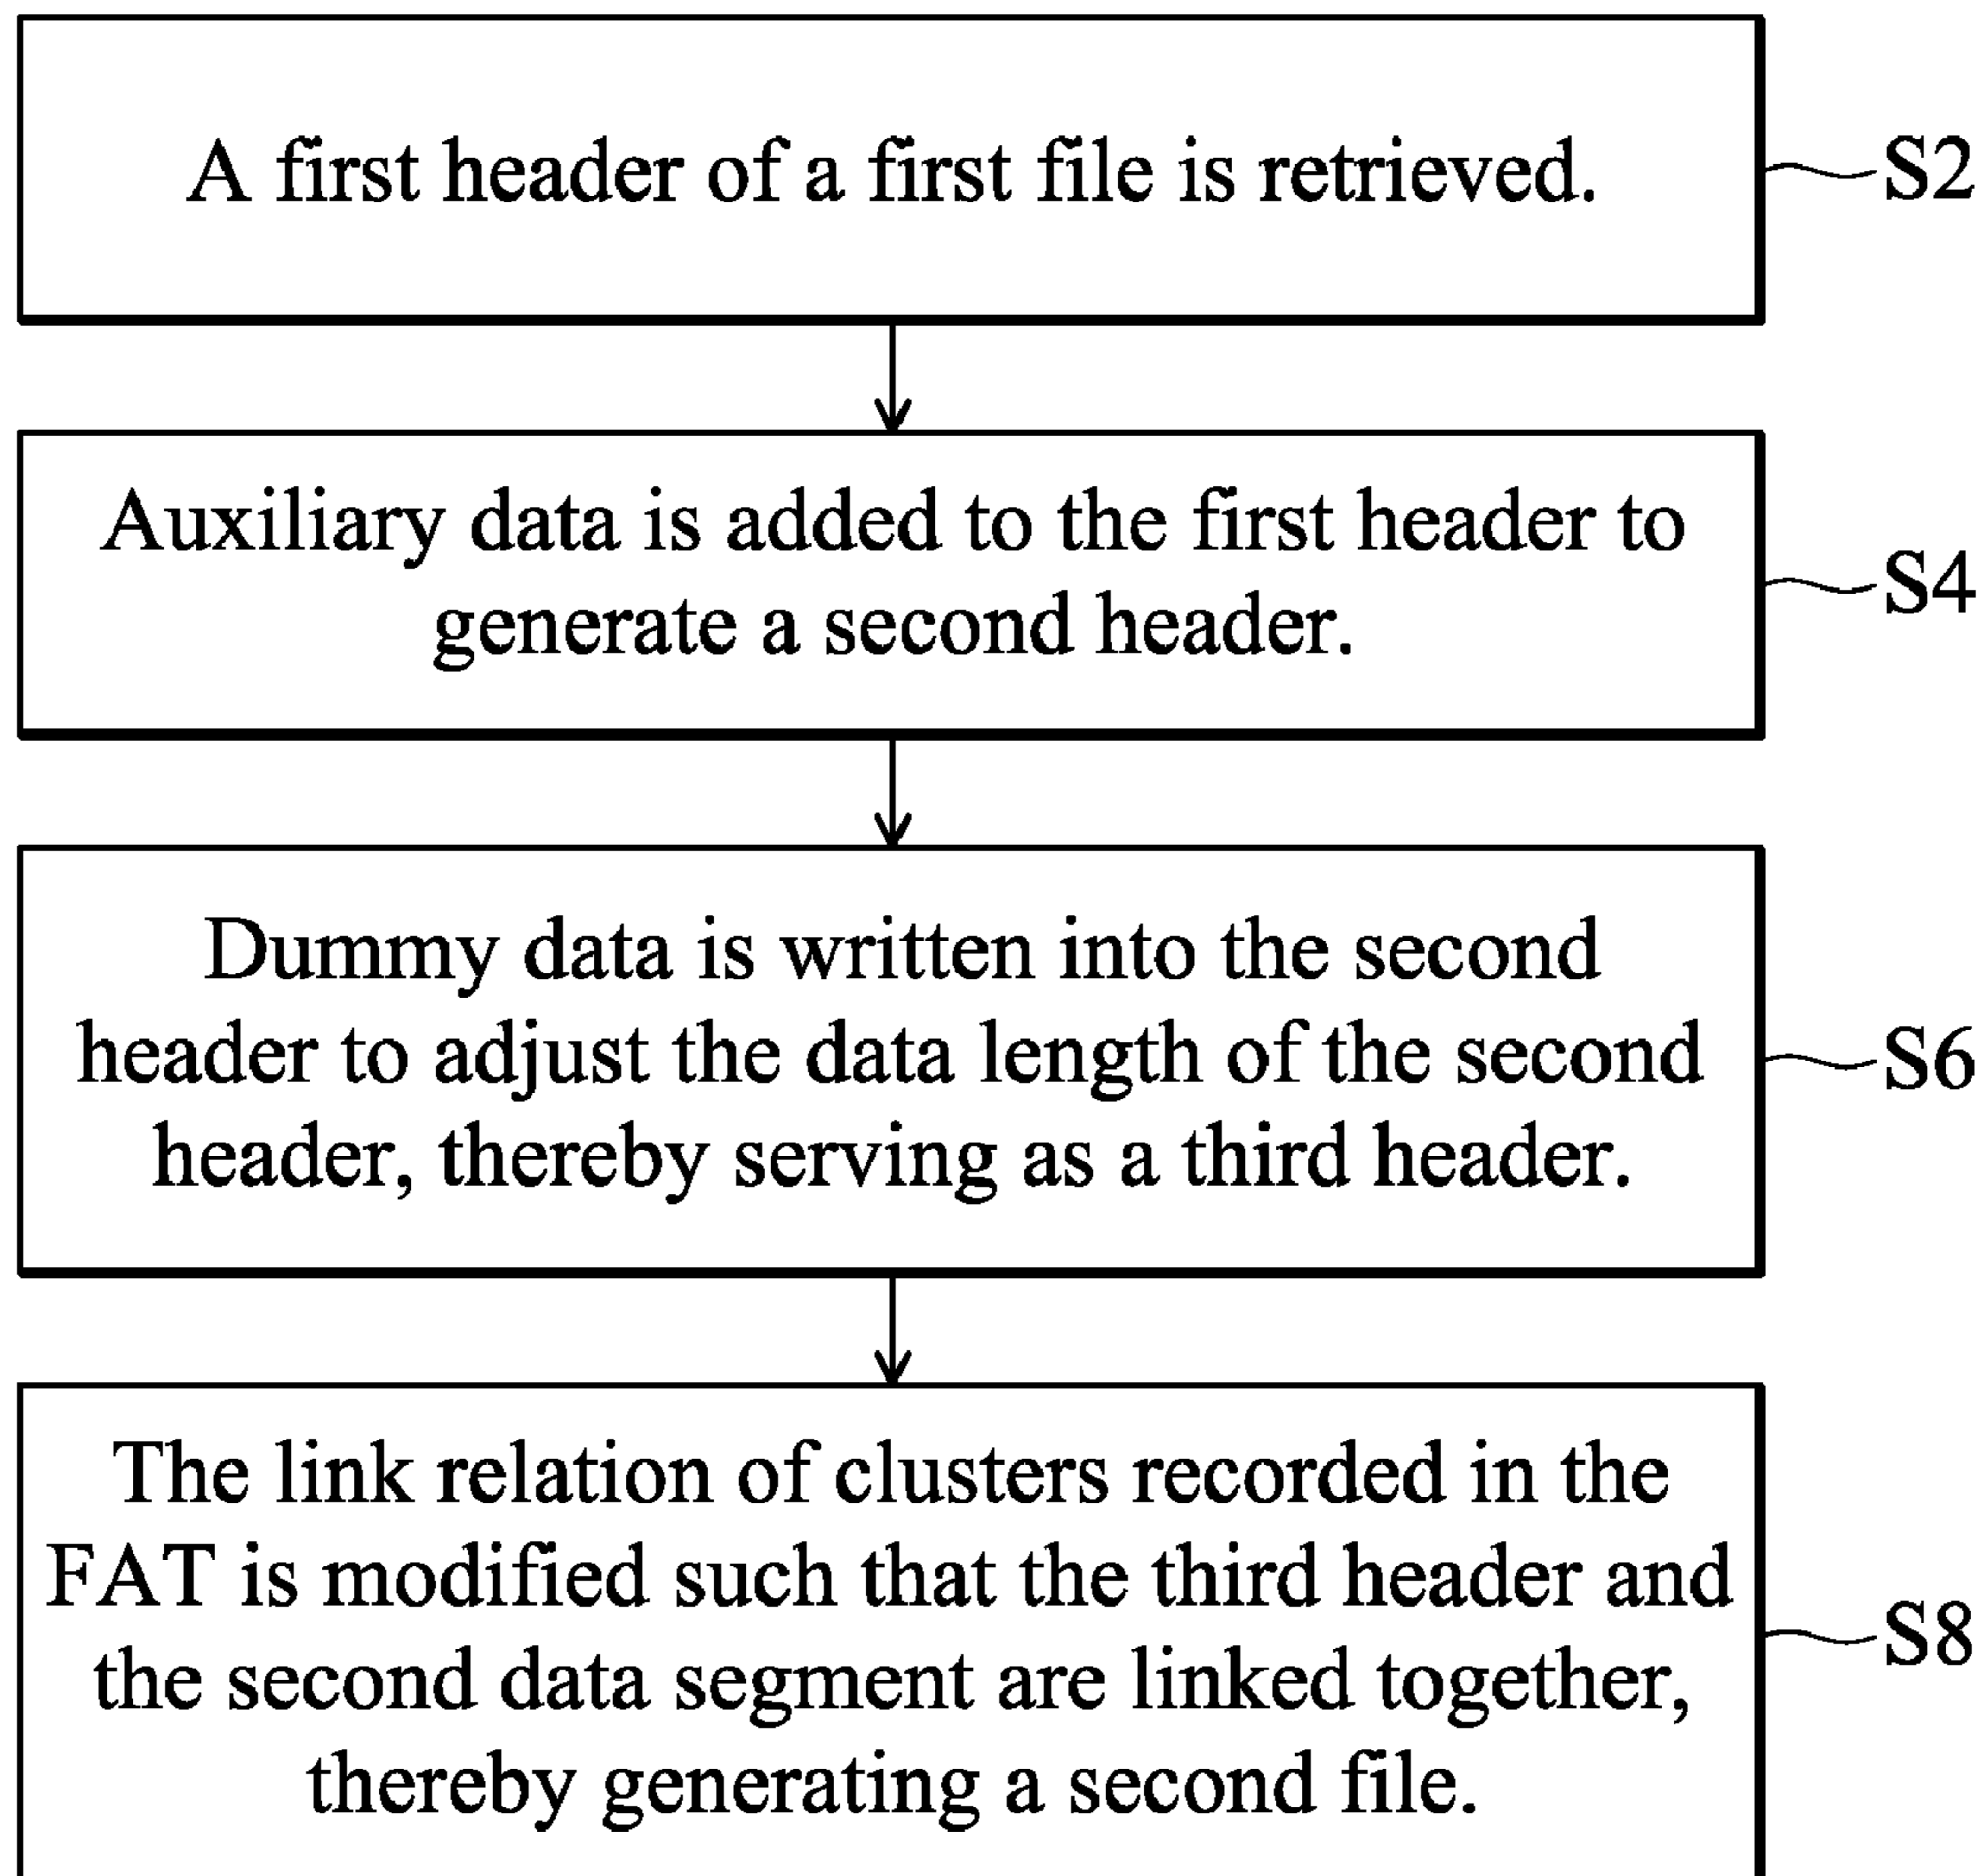 A first header of a first file is retrieved.
S2
Auxiliary data is added to the first header to
generate a second header.
S4
Dummy data is written into the second
header to adjust the data length of the second
header, thereby serving as a third header.
S6
The link relation of clusters recorded in the
FAT is modified such that the third header and
the second data segment are linked together,
thereby generating a second file.
S8